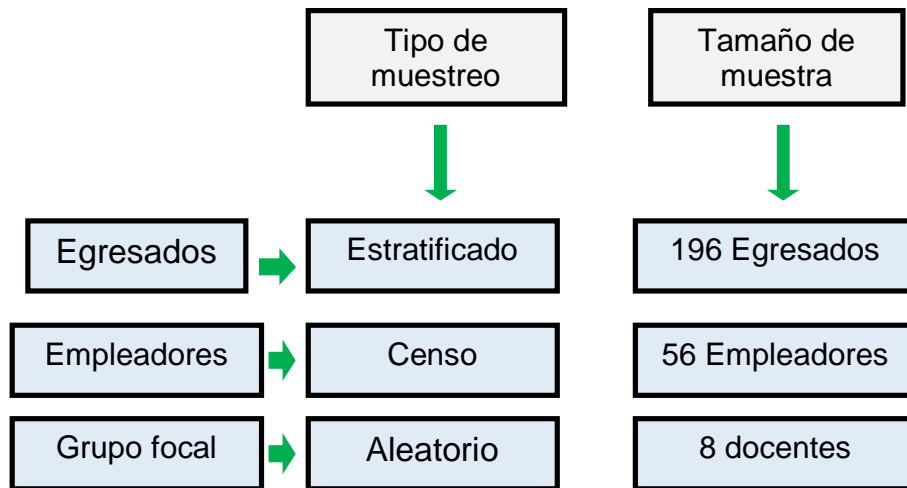 Tipo de
muestreo
Tamaño de
muestra
Egresados
Estratificado
196 Egresados
Empleadores
Censo
56 Empleadores
Grupo focal
Aleatorio
8 docentes